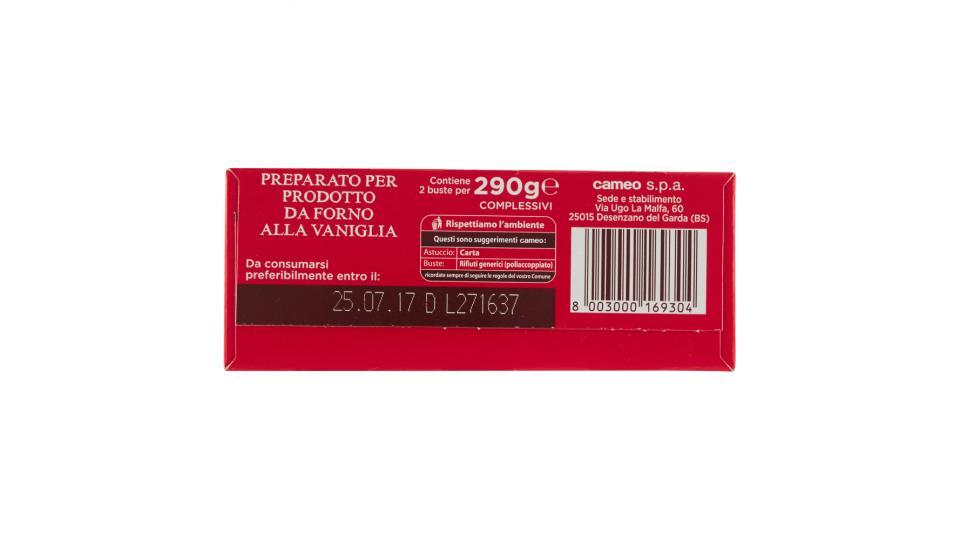 PREPARATO PER
PRODOTTO
DA FORNO
ALLA VANIGLIA
Da consumarsi
preferibilmente entro il:
25.07.17 D L271637
Contiene
2 buste per 290g℮
COMPLESSIVI
Rispettiamo l'ambiente
Questi sono suggerimenti cameo:
Astuccio: Carta
Buste: Rifiuti generici (poliaccoppiato)
ricordate sempre di seguire le regole del vostro Comune
cameo s.p.a.
Sede e stabilimento
Via Ugo La Malfa, 60
25015 Desenzano del Garda (BS)
8 003000 169304